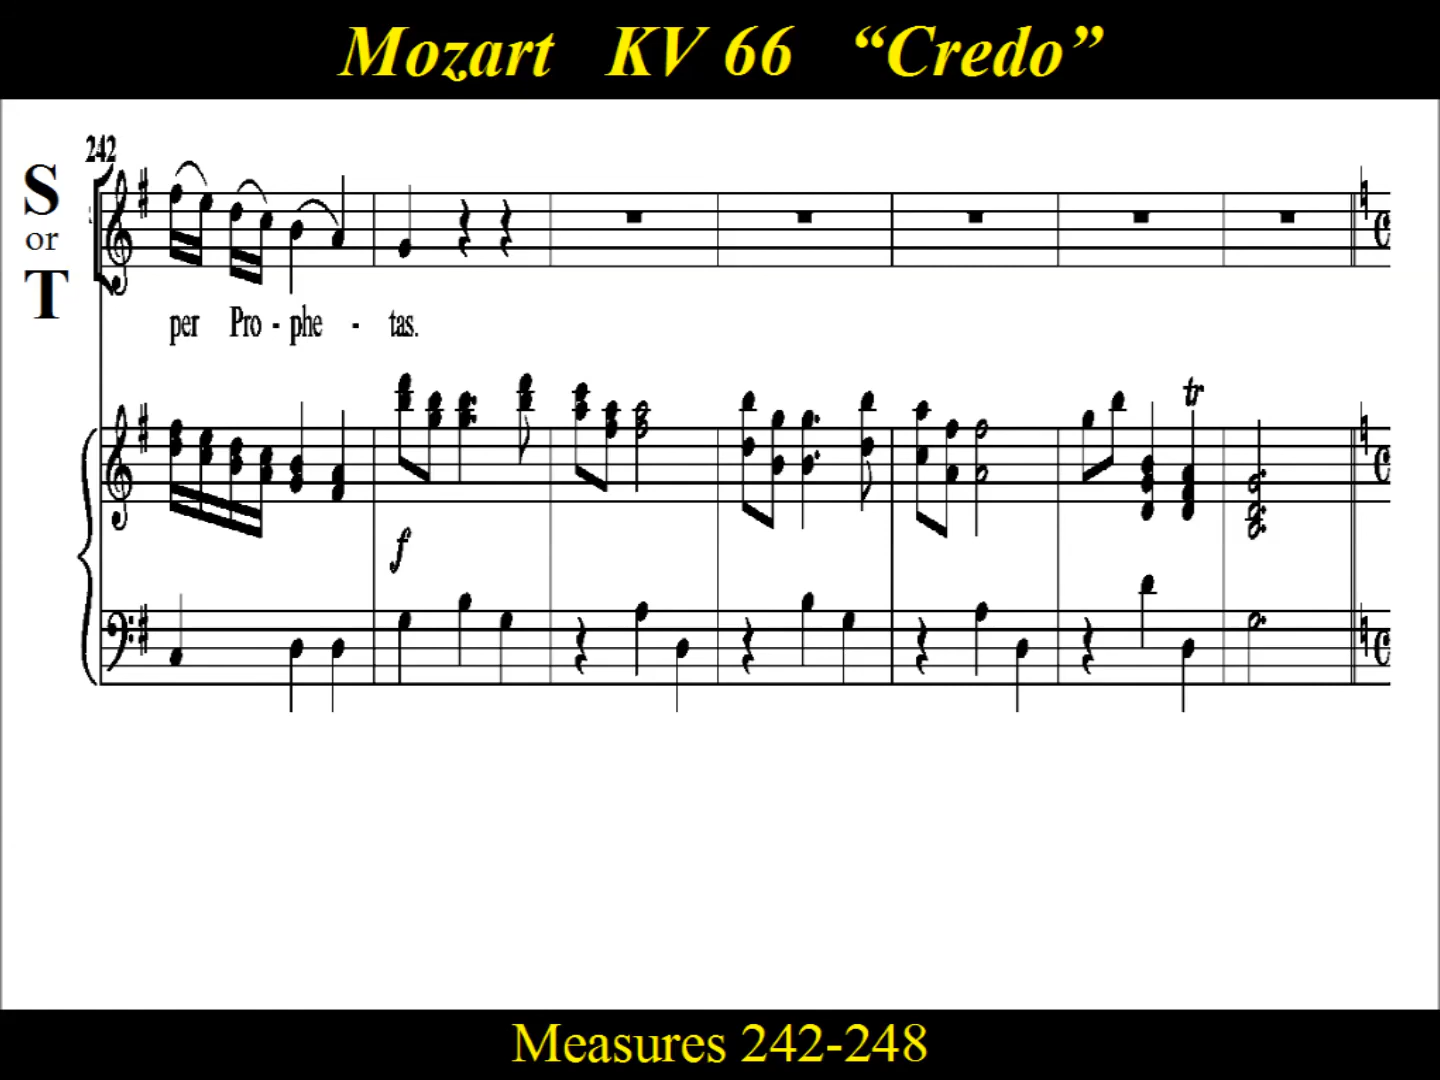 Mozart KV 66 “Credo”
242
S
or
T
per Pro - phe - tas.
tr
f
Measures 242-248